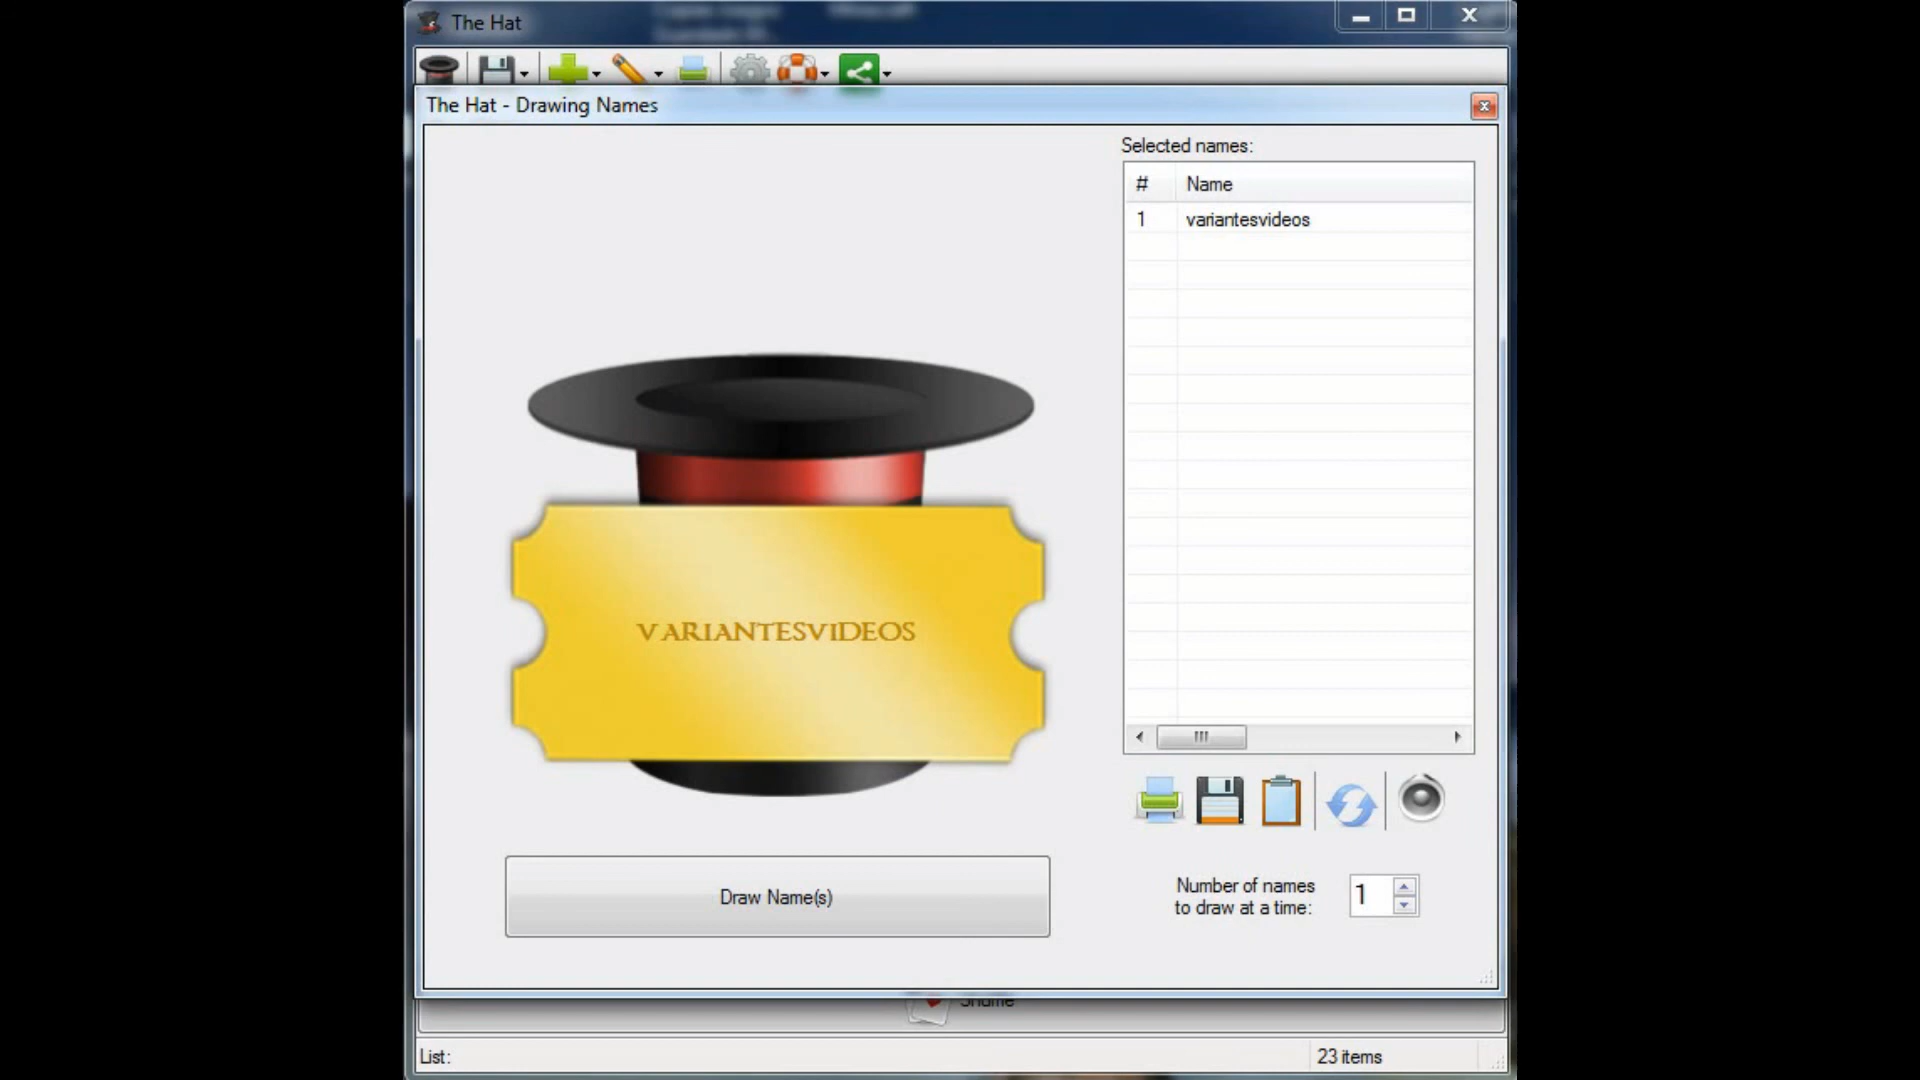 The Hat
The Hat - Drawing Names
Selected names:
# Name
1 variantesvideos
VARIANTESVIDEOS
Draw Name(s)
Number of names
to draw at a time:
1
Shuffle
List:
23 items